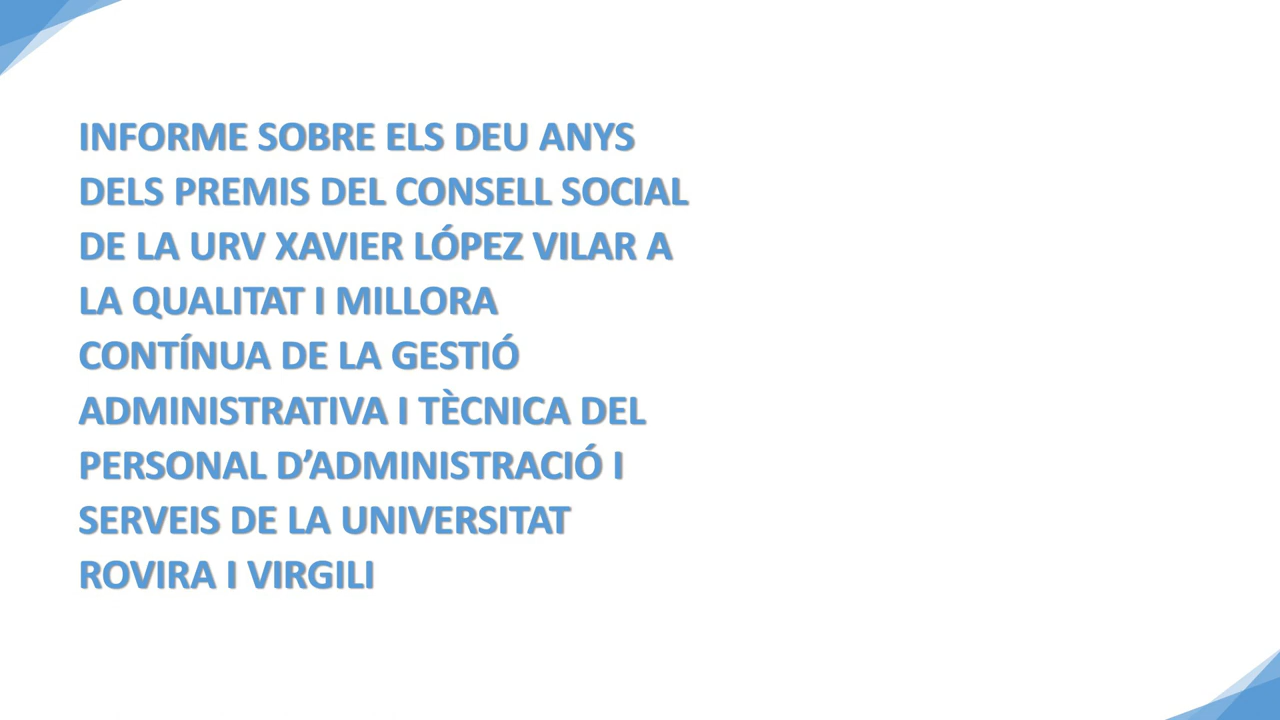 INFORME SOBRE ELS DEU ANYS
DELS PREMIS DEL CONSELL SOCIAL
DE LA URV XAVIER LÓPEZ VILAR A
LA QUALITAT I MILLORA
CONTÍNUA DE LA GESTIÓ
ADMINISTRATIVA I TÈCNICA DEL
PERSONAL D’ADMINISTRACIÓ I
SERVEIS DE LA UNIVERSITAT
ROVIRA I VIRGILI